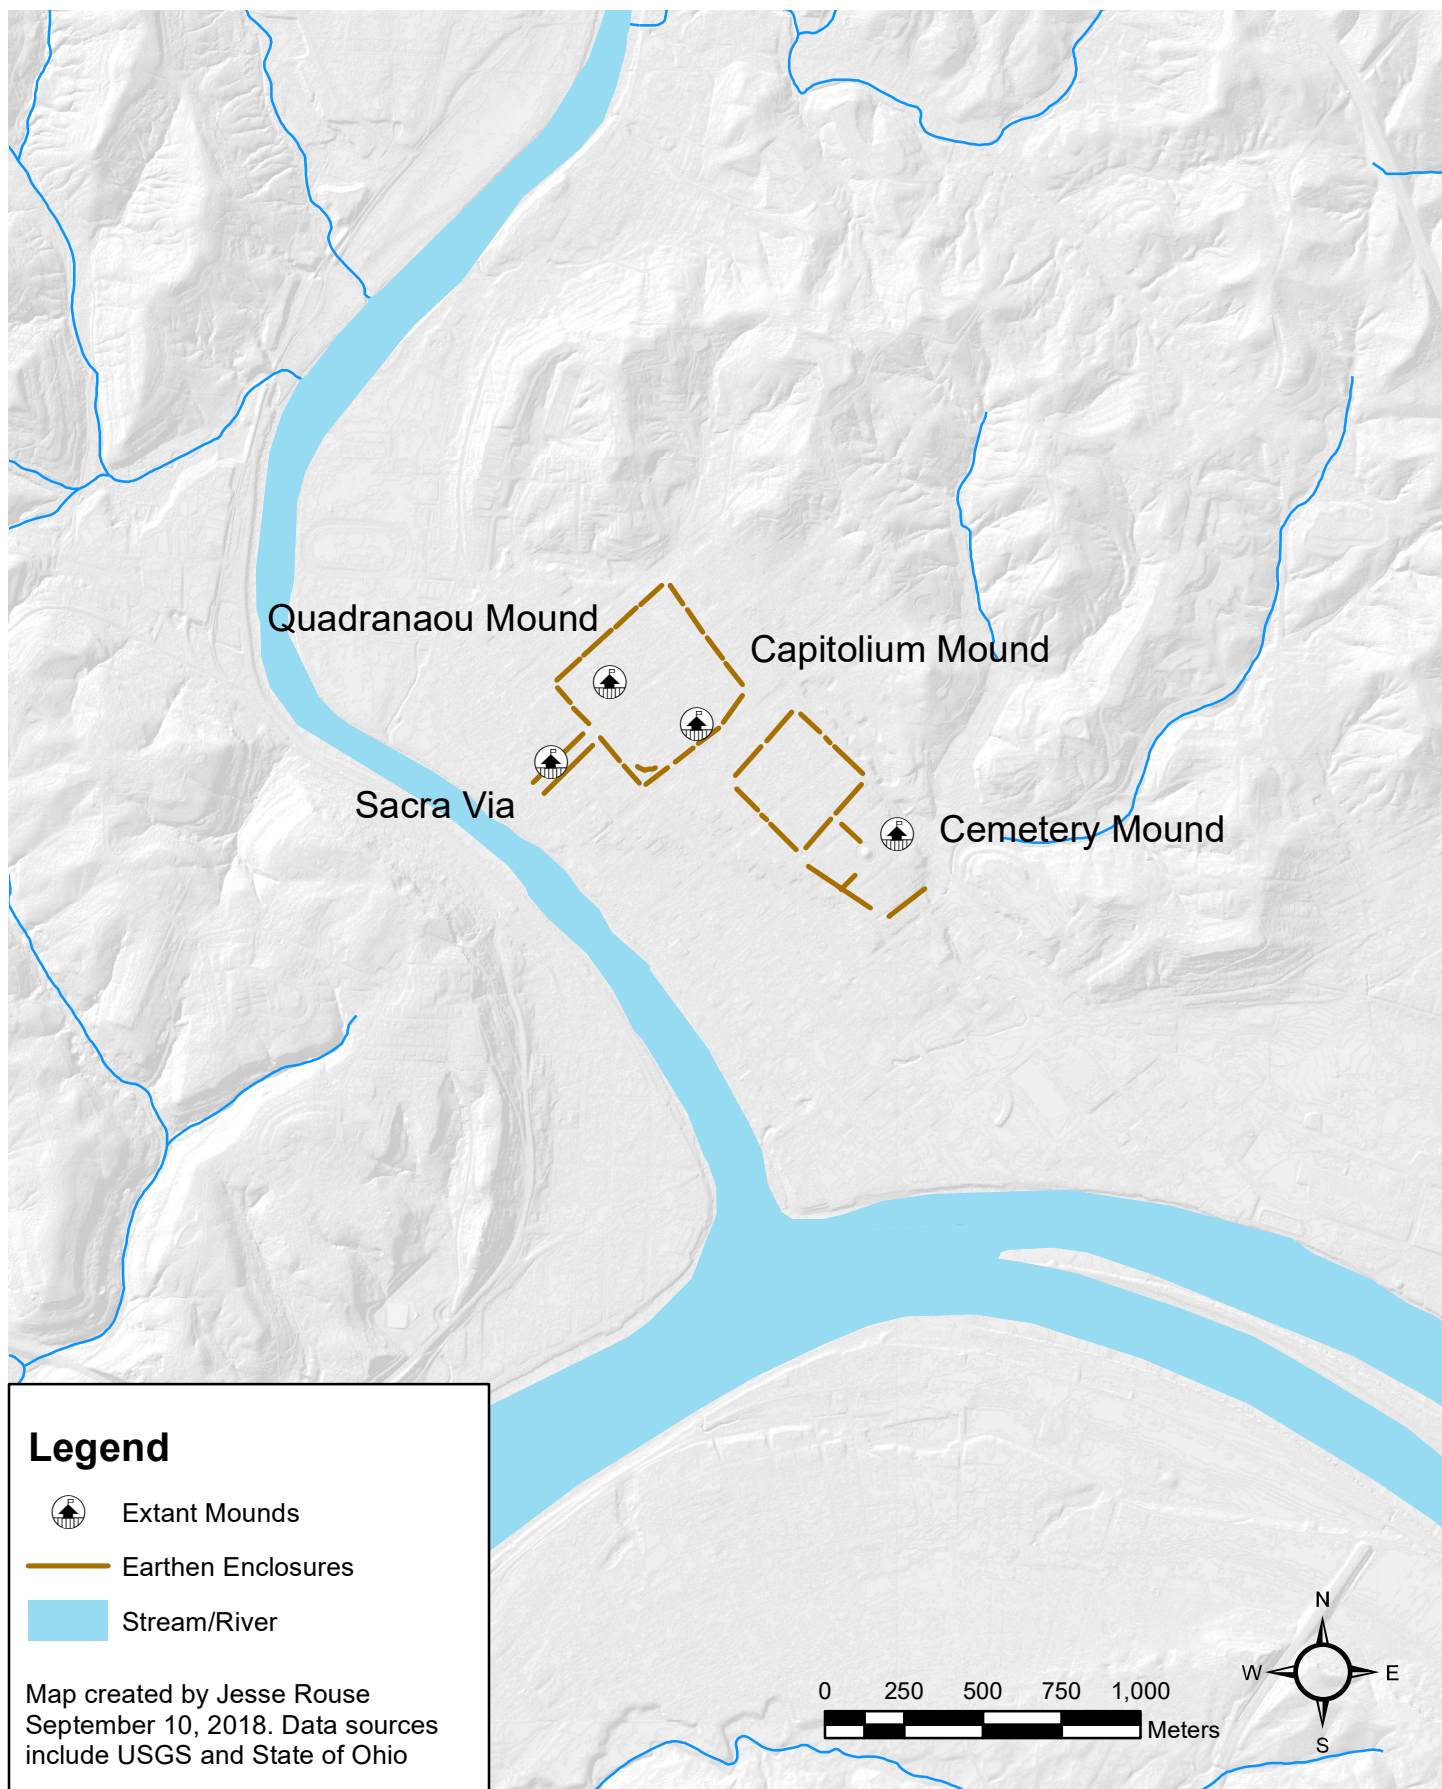 Quadranaou Mound
Capitolium Mound
Sacra Via
Cemetery Mound
Legend
Extant Mounds
Earthen Enclosures
Stream/River
Map created by Jesse Rouse
September 10, 2018. Data sources
include USGS and State of Ohio
0 250 500 750 1,000
Meters
N
W E
S